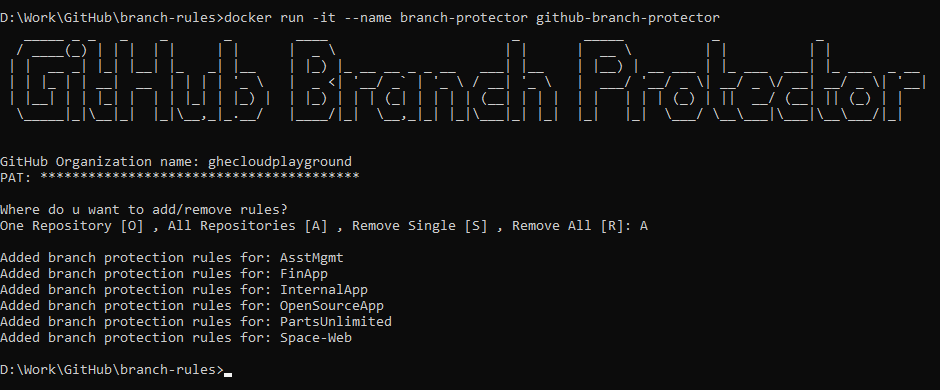 D:\Work\GitHub\branch-rules>docker run -it --name branch-protector github-branch-protector
GitHub Branch Protector
GitHub Organization name: ghecloudplayground
PAT: ****************************************
Where do u want to add/remove rules?
One Repository [O] , All Repositories [A] , Remove Single [S] , Remove All [R]: A
Added branch protection rules for: AsstMgmt
Added branch protection rules for: FinApp
Added branch protection rules for: InternalApp
Added branch protection rules for: OpenSourceApp
Added branch protection rules for: PartsUnlimited
Added branch protection rules for: Space-Web
D:\Work\GitHub\branch-rules>